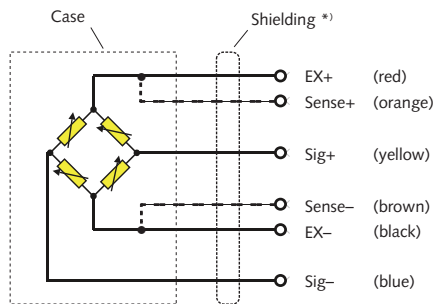 Case
Shielding *)
EX+ (red)
Sense+ (orange)
Sig+ (yellow)
Sense– (brown)
EX– (black)
Sig– (blue)